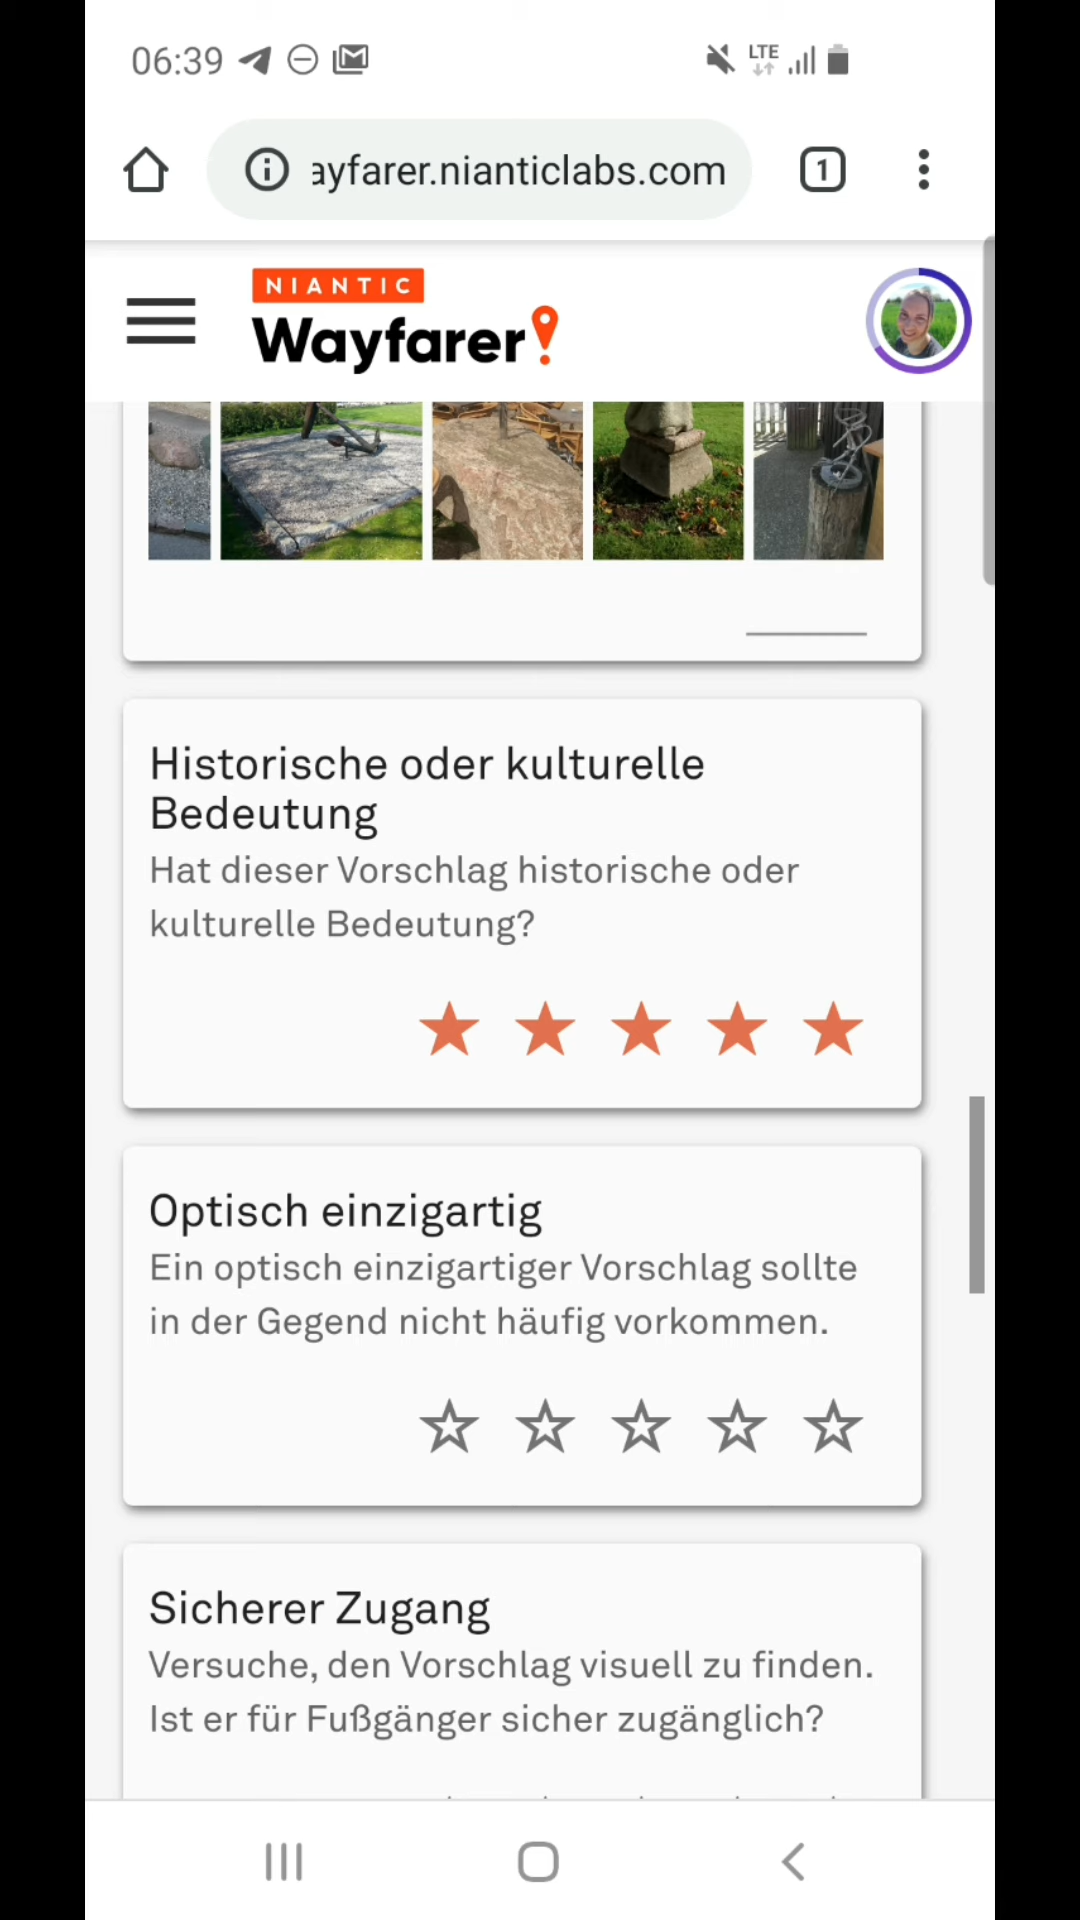 06:39
LTE
ayfarer.nianticlabs.com
1
NIANTIC
Wayfarer
Historische oder kulturelle
Bedeutung
Hat dieser Vorschlag historische oder
kulturelle Bedeutung?
Optisch einzigartig
Ein optisch einzigartiger Vorschlag sollte
in der Gegend nicht häufig vorkommen.
Sicherer Zugang
Versuche, den Vorschlag visuell zu finden.
Ist er für Fußgänger sicher zugänglich?